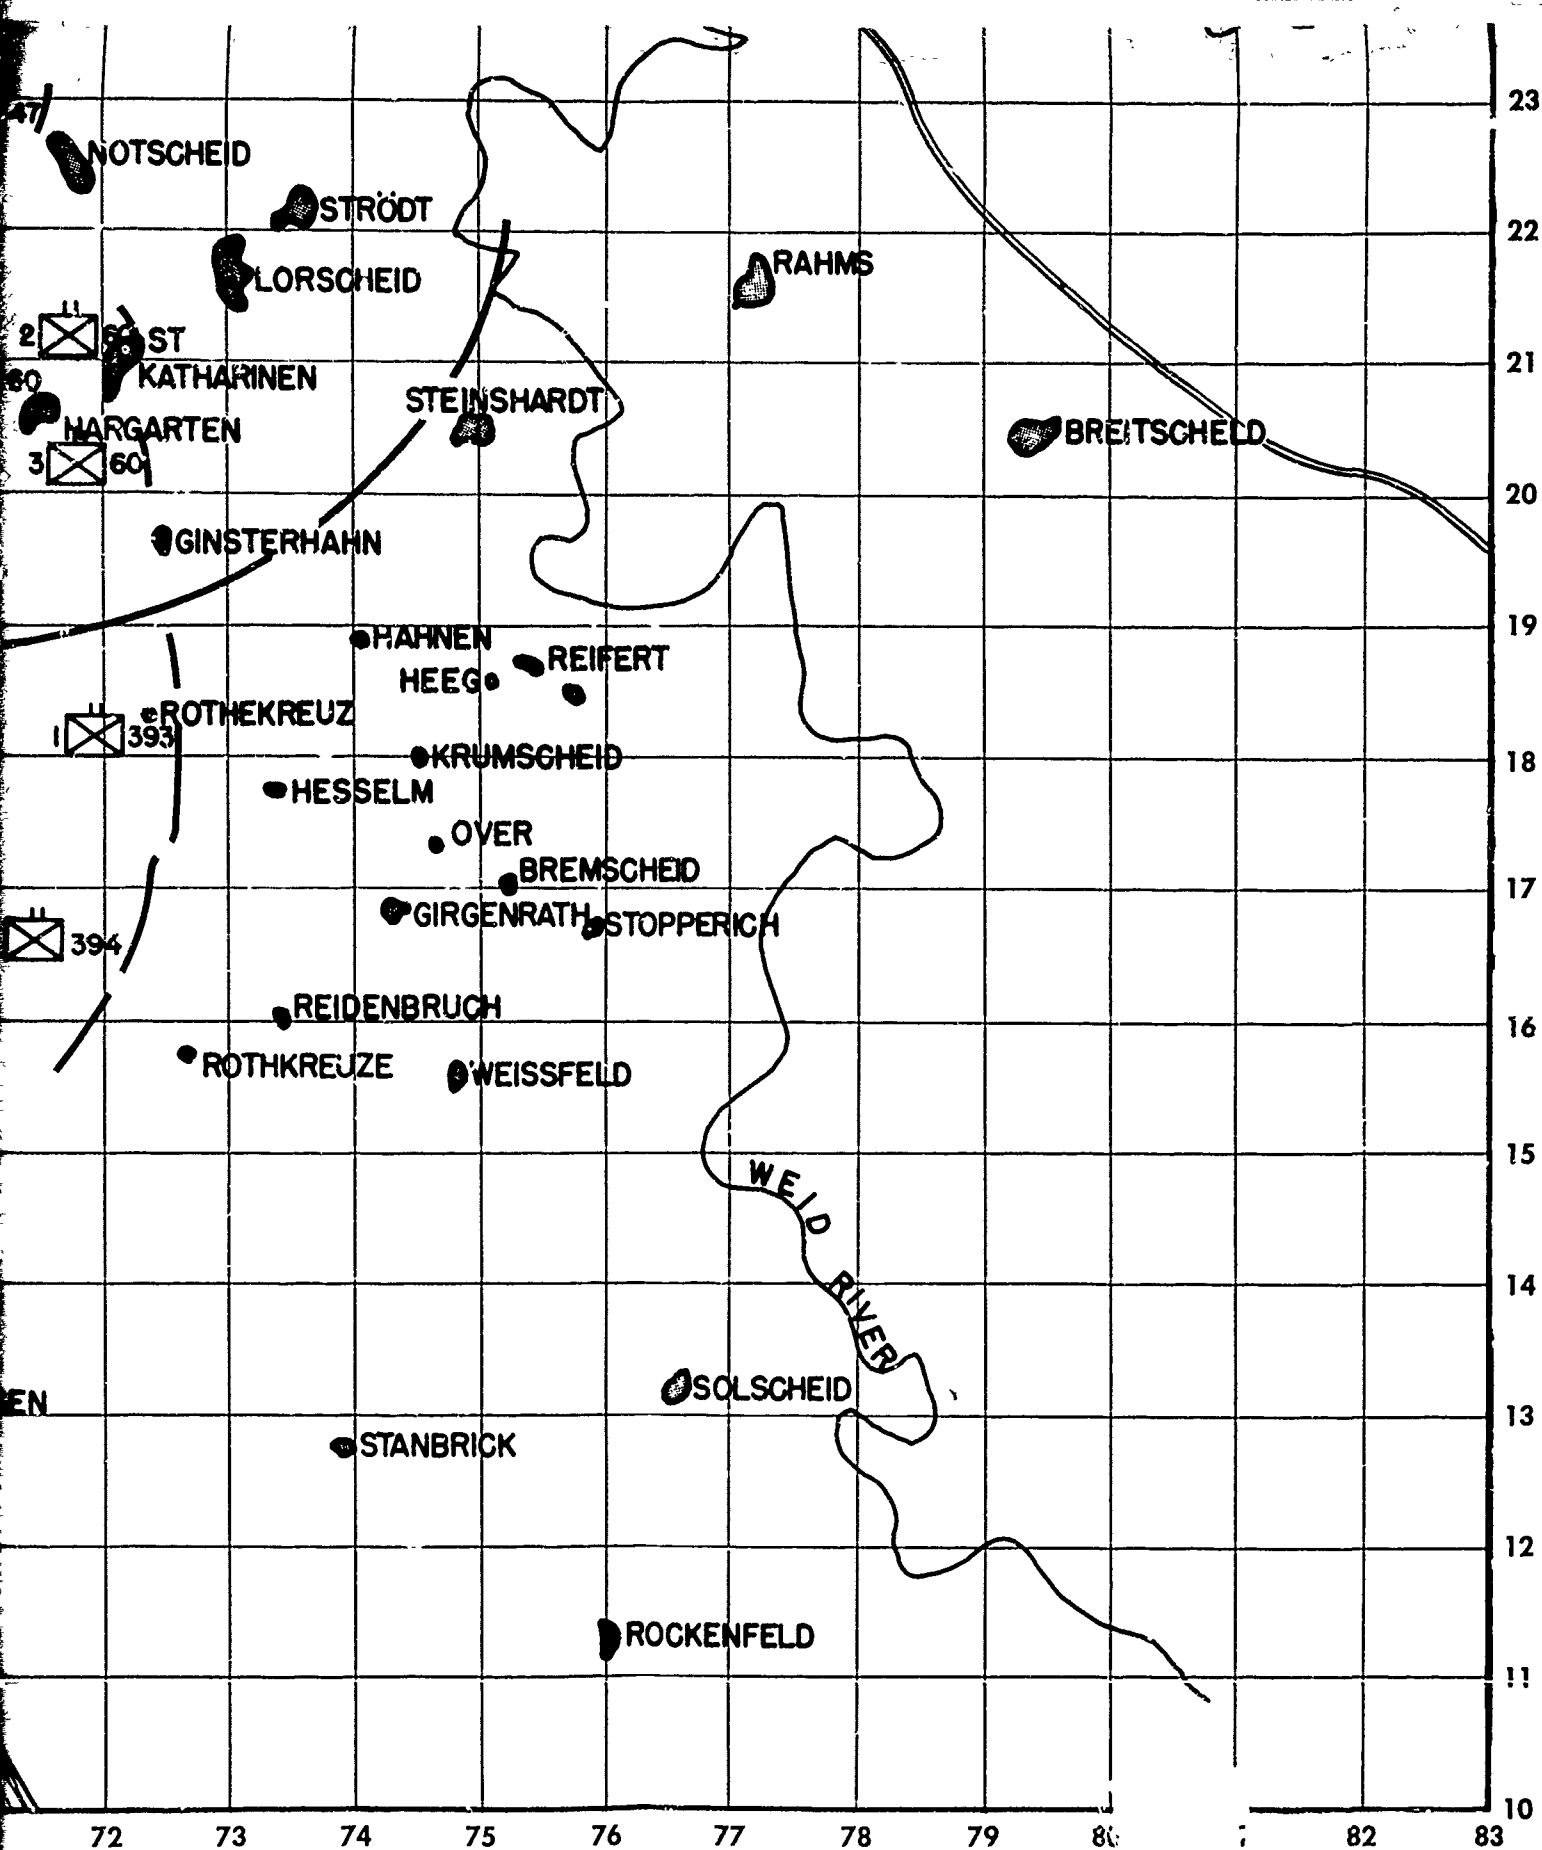 23
47
NOTSCHEID
STRÖDT
22
RAHMS
LORSCHEID
2
ST
KATHARINEN
21
60
STEINSHARDT
HARGARTEN
BREITSCHELD
3 60
20
GINSTERHAHN
19
HAHNEN
REIFERT
HEEG
ROTHEKREUZ
1 393
KRUMSCHEID
18
HESSELM
OVER
BREMSCHEID
17
GIRGENRATH
STOPPERICH
394
REIDENBRUCH
16
ROTHKREUZE
WEISSFELD
15
WEID RIVER
14
SOLSCHEID
EN
13
STANBRICK
12
ROCKENFELD
11
10
72 73 74 75 76 77 78 79 82 83